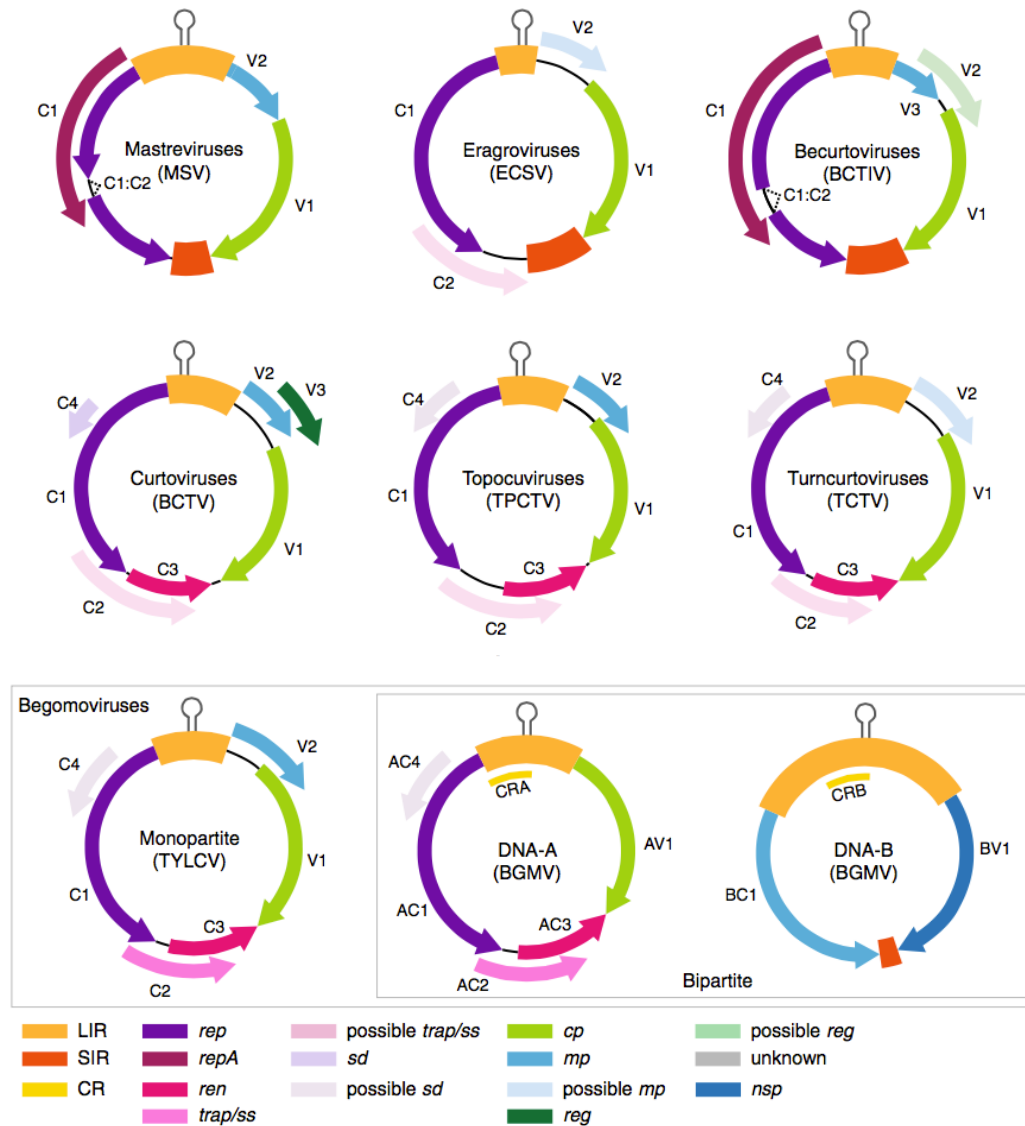 V2
C1
Mastreviruses
(MSV)
C1:C2
V1
V2
C1
Eragroviruses
(ECSV)
V1
C2
V2
C1
V3
Becurtoviruses
(BCTIV)
C1:C2
V1
C4
V2
V3
Curtoviruses
(BCTV)
C1
V1
C3
C2
C4
V2
Topocuviruses
(TPCTV)
C1
V1
C3
C2
C4
V2
Turncurtoviruses
(TCTV)
V1
C1
C3
C2
Begomoviruses
C4
V2
Monopartite
(TYLCV)
V1
C1
C3
C2
AC4
CRA
DNA-A
(BGMV)
AV1
AC1
AC3
AC2
CRB
DNA-B
(BGMV)
BV1
BC1
Bipartite
LIR rep possible trap/ss cp possible reg
SIR repA sd mp unknown
CR ren possible sd possible mp nsp
trap/ss reg